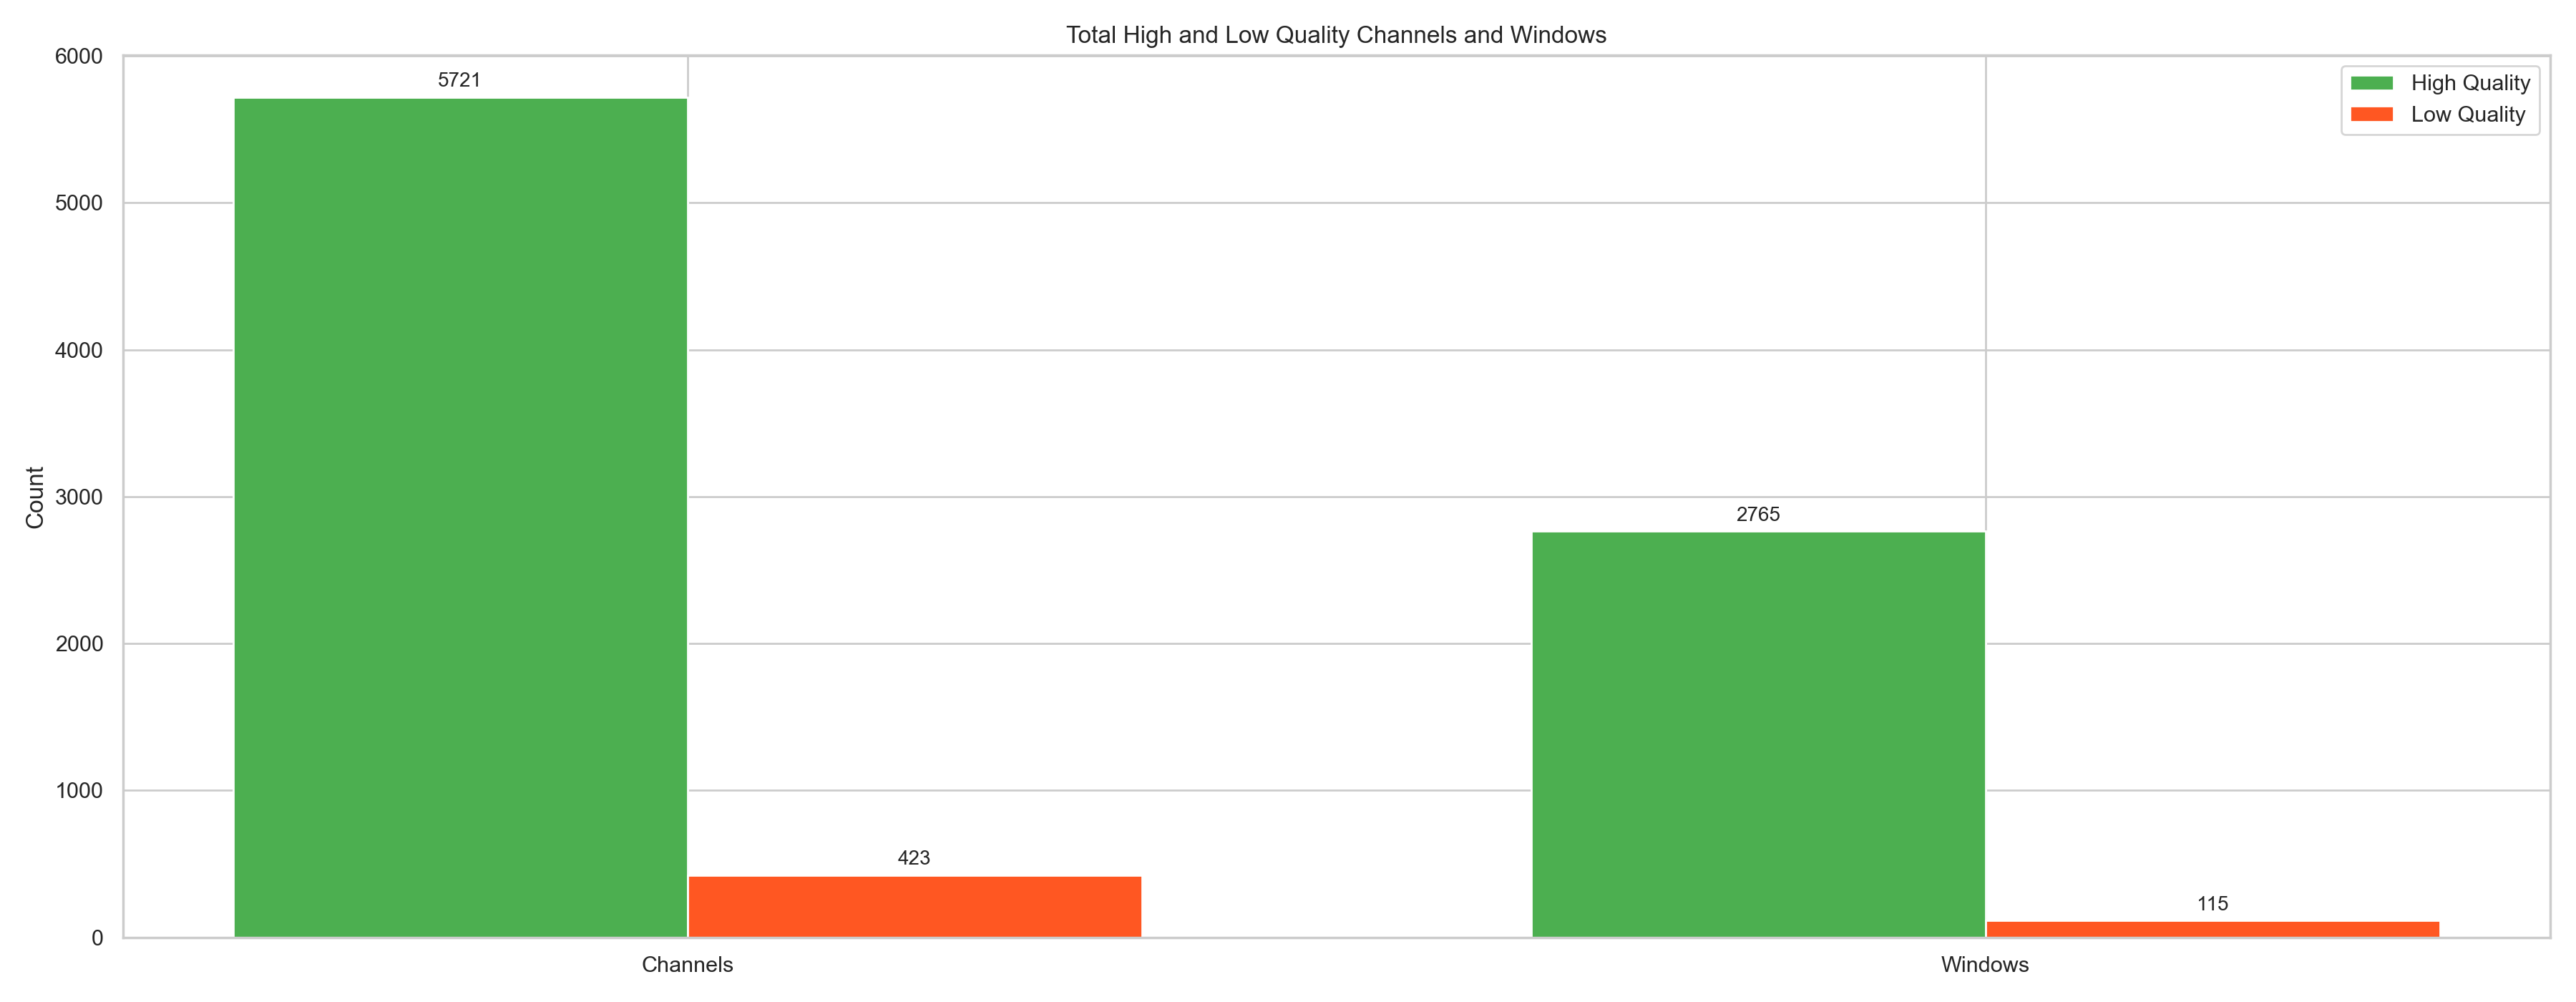 Total High and Low Quality Channels and Windows
6000
5000
4000
3000
2000
1000
0
Count
5721
423
2765
115
Channels
Windows
High Quality
Low Quality